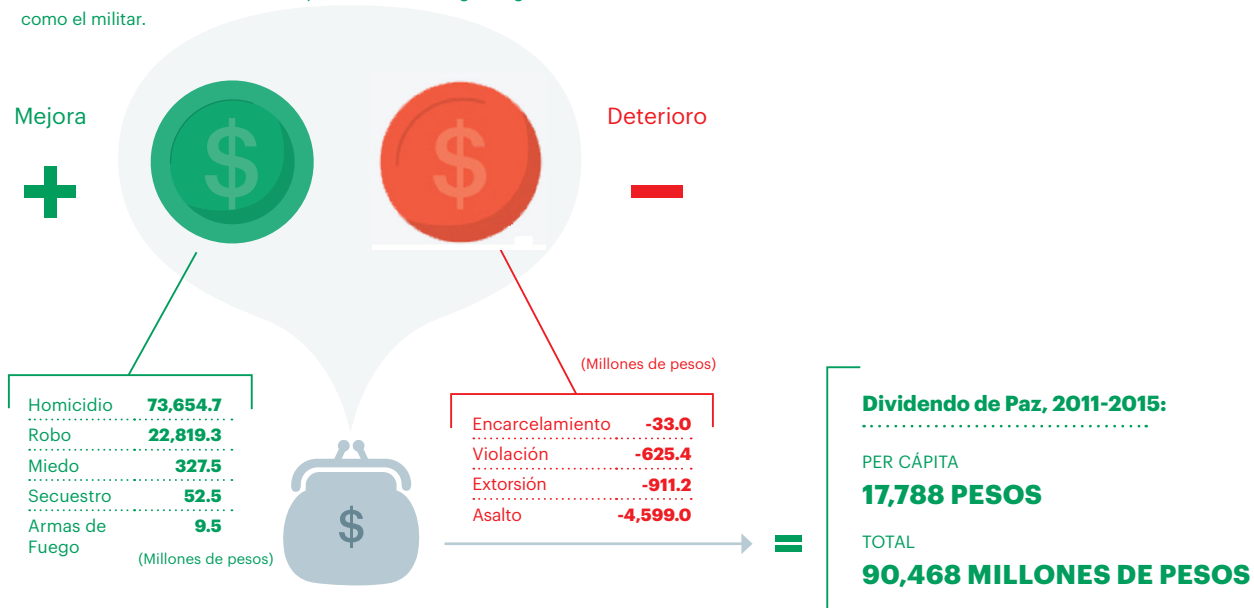 como el militar.
Mejora
Deterioro
+
$
$
-
(Millones de pesos)
Homicidio 73,654.7
Robo 22,819.3
Miedo 327.5
Secuestro 52.5
Armas de 9.5
Fuego
(Millones de pesos)
$
Encarcelamiento -33.0
Violación -625.4
Extorsión -911.2
Asalto -4,599.0
=
Dividendo de Paz, 2011-2015:
PER CÁPITA
17,788 PESOS
TOTAL
90,468 MILLONES DE PESOS